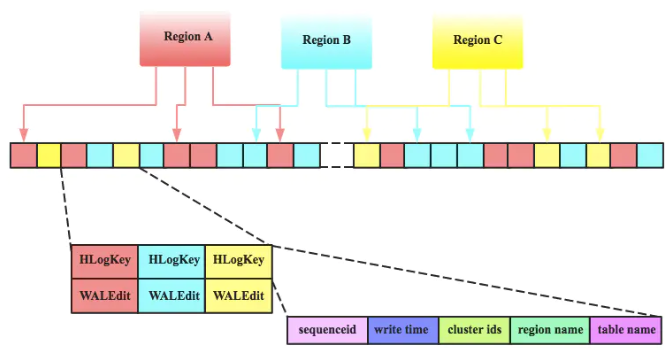 Region A Region B Region C
HLogKey HLogKey HLogKey
WALEdit WALEdit WALEdit
sequenceid write time cluster ids region name table name